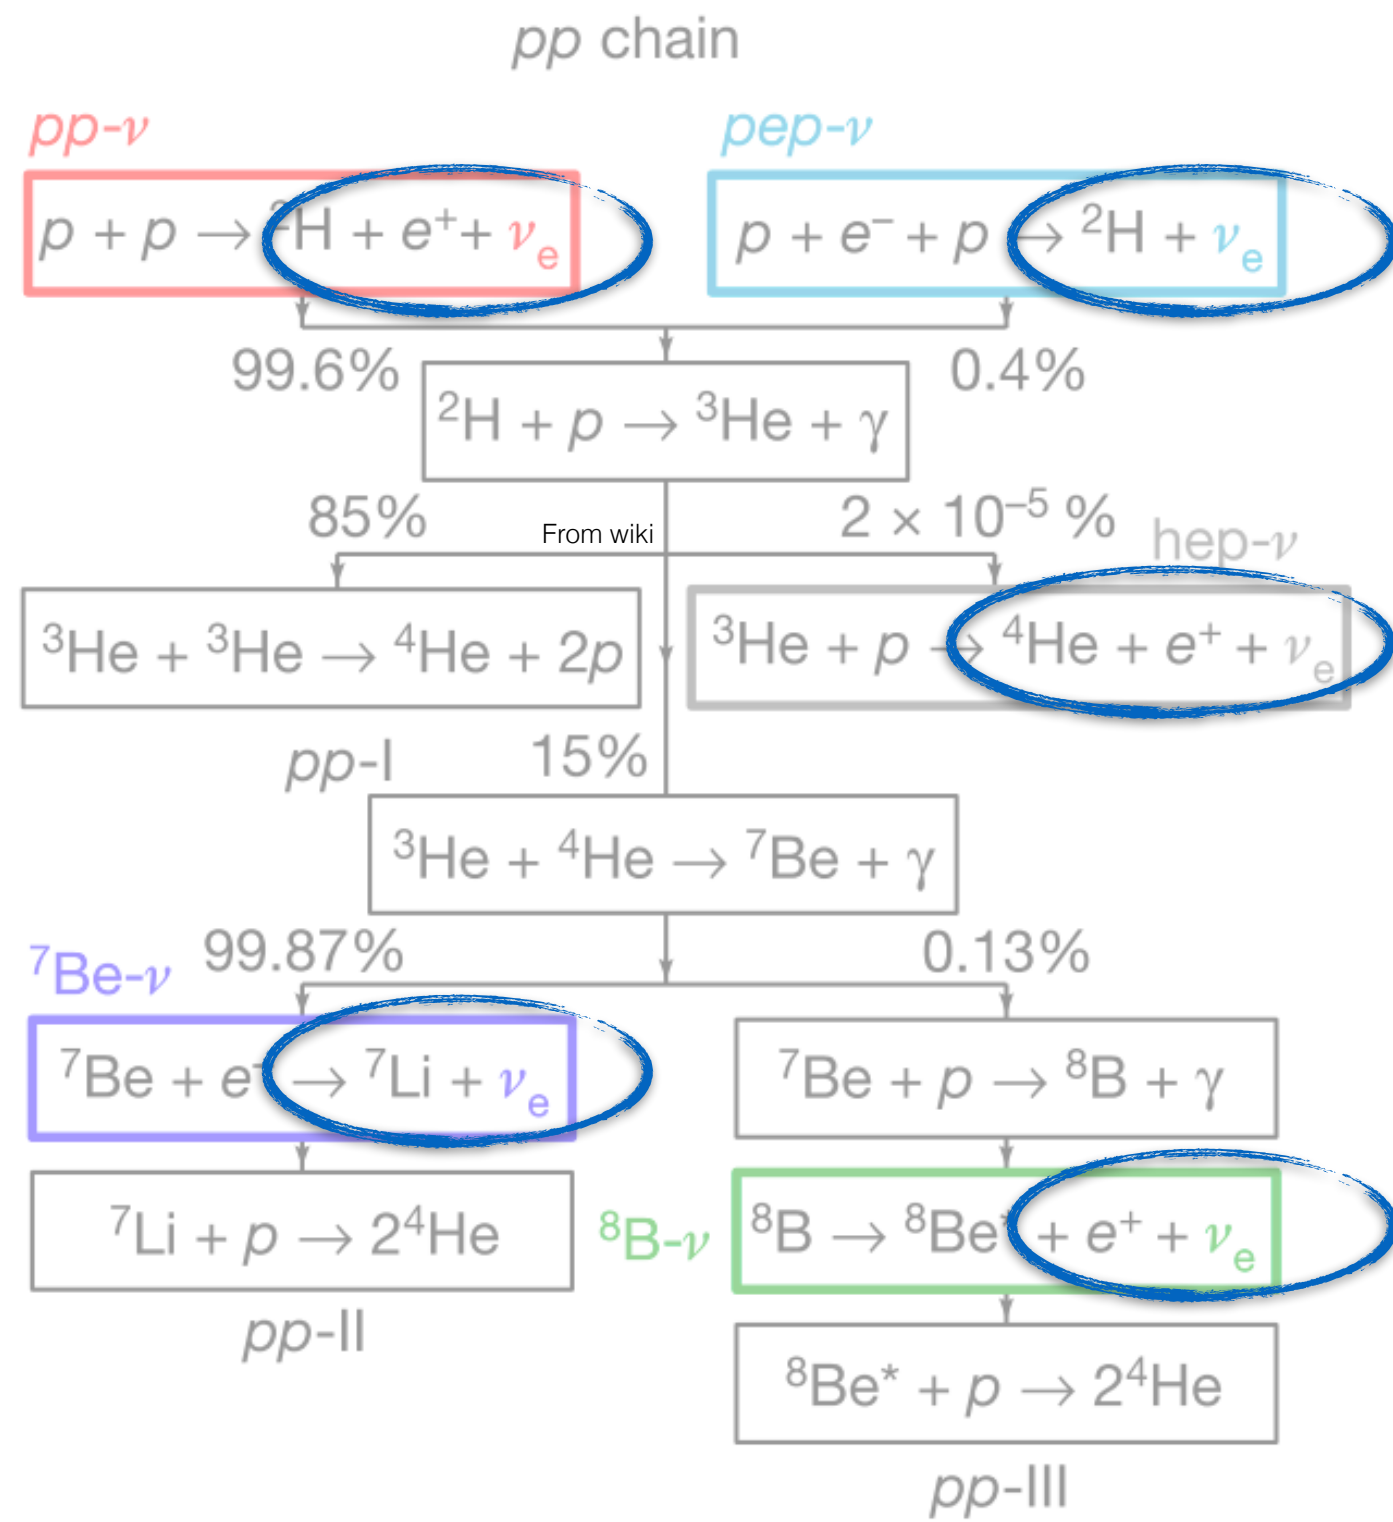 pp chain
pp-ν
pep-ν
p + p → ²H + e⁺ + νₑ
p + e⁻ + p → ²H + νₑ
99.6%
0.4%
²H + p → ³He + γ
85%
From wiki
2 × 10⁻⁵ %
hep-ν
³He + ³He → ⁴He + 2p
³He + p → ⁴He + e⁺ + νₑ
pp-I
15%
³He + ⁴He → ⁷Be + γ
⁷Be-ν
99.87%
0.13%
⁷Be + e⁻ → ⁷Li + νₑ
⁷Be + p → ⁸B + γ
⁷Li + p → 2⁴He
⁸B-ν
⁸B → ⁸Be* + e⁺ + νₑ
pp-II
⁸Be* + p → 2⁴He
pp-III